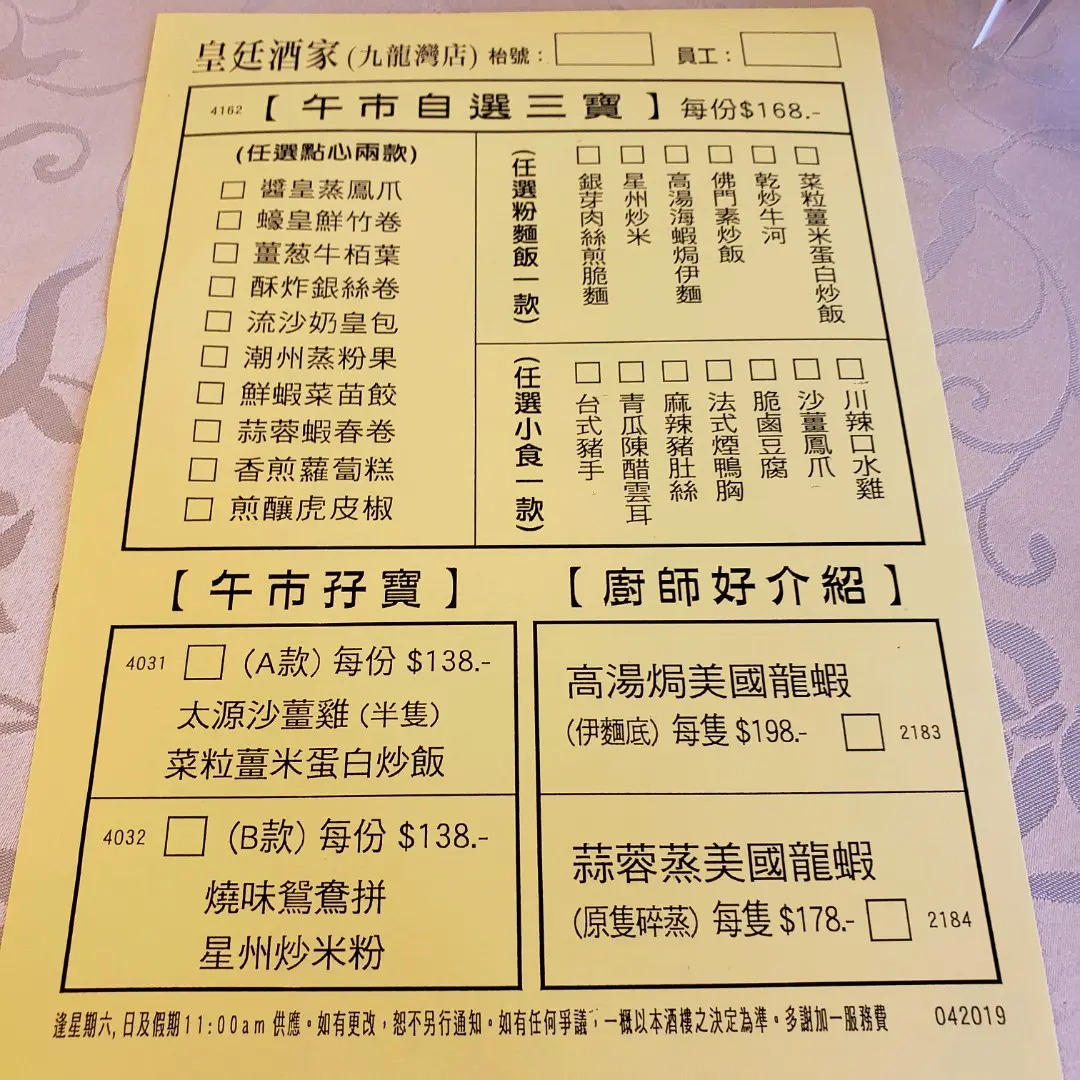 皇廷酒家(九龍灣店) 枱號： 員工：
4162 【午市自選三寶】 每份$168.-
(任選點心兩款)
醬皇蒸鳳爪
蠔皇鮮竹卷
薑葱牛栢葉
酥炸銀絲卷
流沙奶皇包
潮州蒸粉果
鮮蝦菜苗餃
蒜蓉蝦春卷
香煎蘿蔔糕
煎釀虎皮椒
(任選粉麵飯一款)
銀芽肉絲煎脆麵
星州炒米
高湯海蝦焗伊麵
佛門素炒飯
乾炒牛河
菜粒薑米蛋白炒飯
(任選小食一款)
台式豬手
青瓜陳醋雲耳
麻辣豬肚絲
法式煙鴨胸
脆鹵豆腐
沙薑鳳爪
川辣口水雞
【午市孖寶】
4031 (A款) 每份 $138.-
太源沙薑雞 (半隻)
菜粒薑米蛋白炒飯
4032 (B款) 每份 $138.-
燒味鴛鴦拼
星州炒米粉
【廚師好介紹】
高湯焗美國龍蝦
(伊麵底) 每隻 $198.- 2183
蒜蓉蒸美國龍蝦
(原隻碎蒸) 每隻 $178.- 2184
逢星期六,日及假期11:00am 供應。如有更改，恕不另行通知。如有任何爭議；一概以本酒樓之決定為準。多謝加一服務費 042019